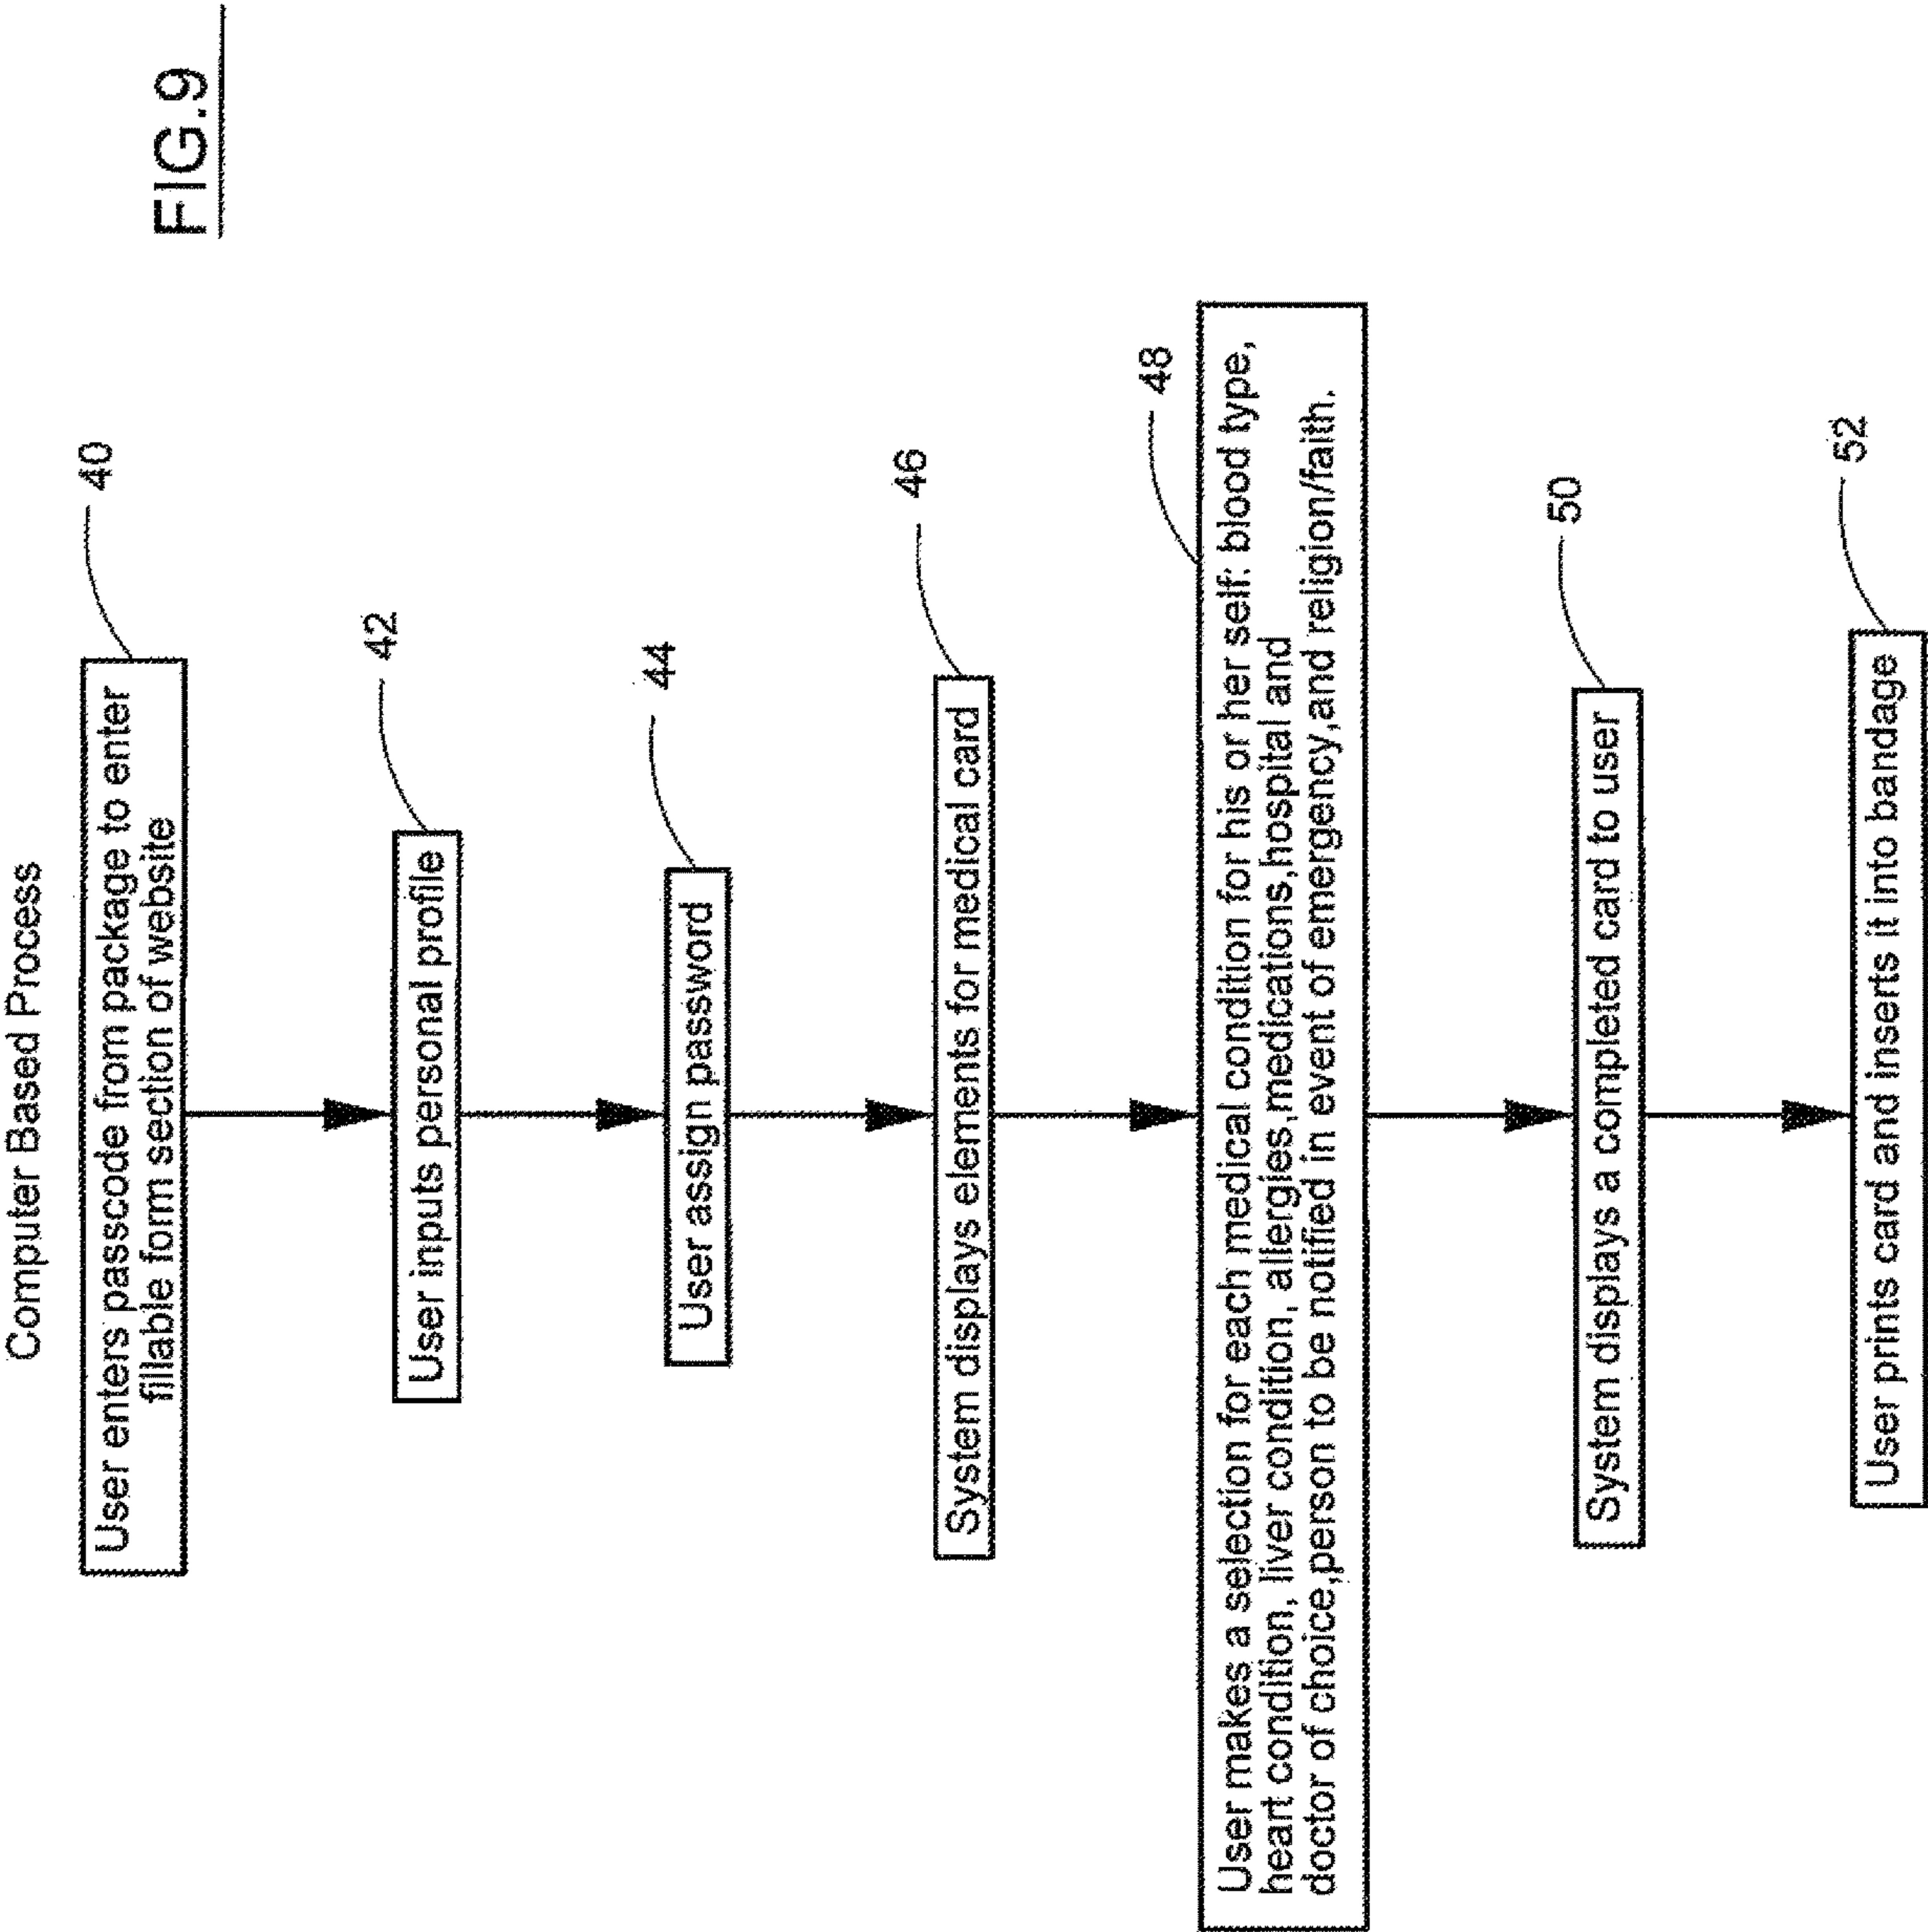 FIG.9
Computer Based Process
40
User enters passcode from package to enter
fillable form section of website
42
User inputs personal profile
44
User assign password
46
System displays elements for medical card
48
User makes a selection for each medical condition for his or her self: blood type,
heart condition, liver condition, allergies,medications,hospital and
doctor of choice,person to be notified in event of emergency,and religion/faith.
50
System displays a completed card to user
52
User prints card and inserts it into bandage